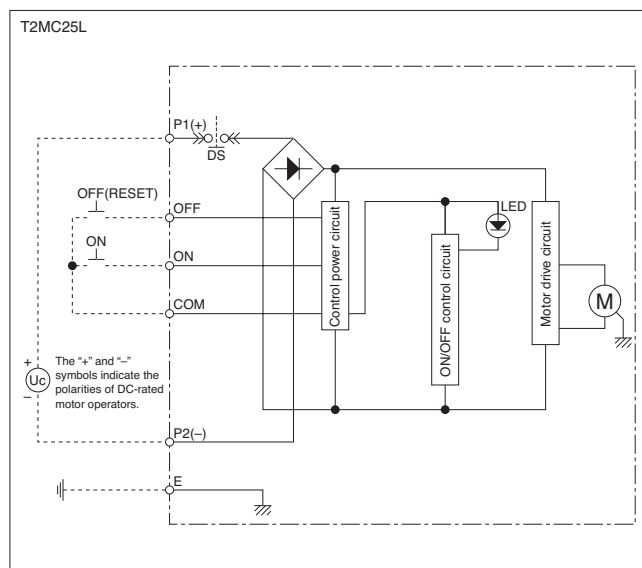 T2MC25L
P1(+)
DS
OFF(RESET)
OFF
ON
ON
COM
Control power circuit
ON/OFF control circuit
LED
Motor drive circuit
M
+
Uc
–
The “+” and “–”
symbols indicate the
polarities of DC-rated
motor operators.
P2(–)
E